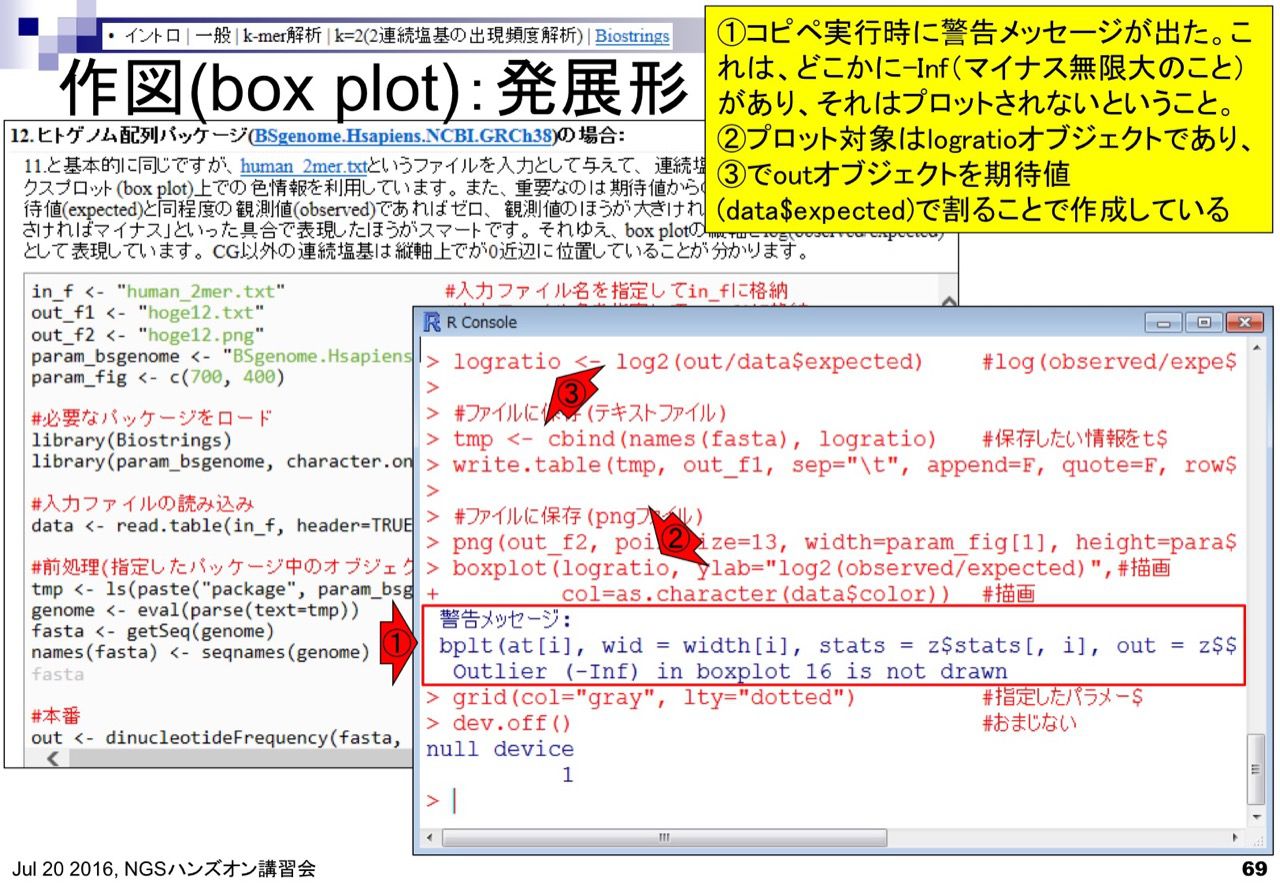 • イントロ | 一般 | k-mer解析 | k=2(2連続塩基の出現頻度解析) | Biostrings
作図(box plot)：発展形
①コピペ実行時に警告メッセージが出た。こ
れは、どこかに-Inf（マイナス無限大のこと）
があり、それはプロットされないということ。
②プロット対象はlogratioオブジェクトであり、
③でoutオブジェクトを期待値
(data$expected)で割ることで作成している
12.ヒトゲノム配列パッケージ(BSgenome.Hsapiens.NCBI.GRCh38)の場合:
11.と基本的に同じですが、human_2mer.txtというファイルを入力として与えて、連続塩
クスプロット(box plot)上での色情報を利用しています。また、重要なのは期待値から
待値(expected)と同程度の観測値(observed)であればゼロ、観測値のほうが大きけれ
さければマイナス」といった具合で表現したほうがスマートです。それゆえ、box plotの
として表現しています。CG以外の連続塩基は縦軸上でが0近辺に位置していることが分かります。
in_f <- "human_2mer.txt" #入力ファイル名を指定してin_fに格納
out_f1 <- "hoge12.txt"
out_f2 <- "hoge12.png"
param_bsgenome <- "BSgenome.Hsapiens
param_fig <- c(700, 400)
#必要なパッケージをロード
library(Biostrings)
library(param_bsgenome, character.on
#入力ファイルの読み込み
data <- read.table(in_f, header=TRUE
#前処理(指定したパッケージ中のオブジェク
tmp <- ls(paste("package", param_bsg
genome <- eval(parse(text=tmp))
fasta <- getSeq(genome)
names(fasta) <- seqnames(genome)
fasta
#本番
out <- dinucleotideFrequency(fasta,
R Console
> logratio <- log2(out/data$expected) #log(observed/expe$
>
③
> #ファイルに保存(テキストファイル)
> tmp <- cbind(names(fasta), logratio) #保存したい情報をt$
> write.table(tmp, out_f1, sep="\t", append=F, quote=F, row$
>
> #ファイルに保存(pngファイル)
②
> png(out_f2, pointsize=13, width=param_fig[1], height=para$
> boxplot(logratio, ylab="log2(observed/expected)",#描画
+ col=as.character(data$color)) #描画
①
警告メッセージ:
bplt(at[i], wid = width[i], stats = z$stats[, i], out = z$$
Outlier (-Inf) in boxplot 16 is not drawn
> grid(col="gray", lty="dotted") #指定したパラメー$
> dev.off() #おまじない
null device
1
>
Jul 20 2016, NGSハンズオン講習会
69